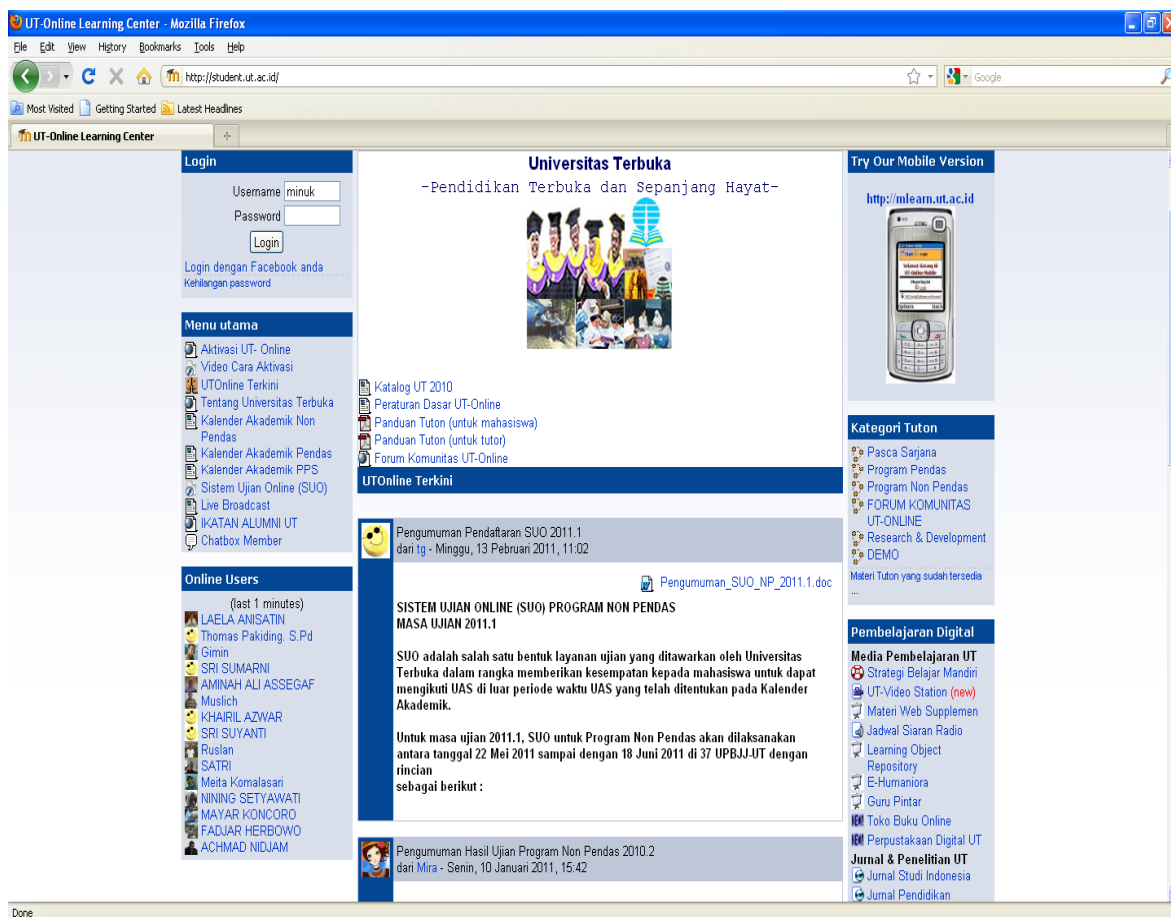 UT-Online Learning Center - Mozilla Firefox
File Edit View History Bookmarks Tools Help
http://student.ut.ac.id/
Google
Most Visited Getting Started Latest Headlines
UT-Online Learning Center
Login
Username minuk
Password
Login
Login dengan Facebook anda
Kehilangan password
Menu utama
Aktivasi UT- Online
Video Cara Aktivasi
UTOnline Terkini
Tentang Universitas Terbuka
Kalender Akademik Non
Pendas
Kalender Akademik Pendas
Kalender Akademik PPS
Sistem Ujian Online (SUO)
Live Broadcast
IKATAN ALUMNI UT
Chatbox Member
Online Users
(last 1 minutes)
LAELA ANISATIN
Thomas Pakiding. S.Pd
Gimin
SRI SUMARNI
AMINAH ALI ASSEGAF
Muslich
KHAIRIL AZWAR
SRI SUYANTI
Ruslan
SATRI
Meita Komalasari
NINING SETYAWATI
MAYAR KONCORO
FADJAR HERBOWO
ACHMAD NIDJAM
Universitas Terbuka
-Pendidikan Terbuka dan Sepanjang Hayat-
Katalog UT 2010
Peraturan Dasar UT-Online
Panduan Tuton (untuk mahasiswa)
Panduan Tuton (untuk tutor)
Forum Komunitas UT-Online
UTOnline Terkini
Pengumuman Pendaftaran SUO 2011.1
dari tg - Minggu, 13 Pebruari 2011, 11:02
Pengumuman_SUO_NP_2011.1.doc
SISTEM UJIAN ONLINE (SUO) PROGRAM NON PENDAS
MASA UJIAN 2011.1
SUO adalah salah satu bentuk layanan ujian yang ditawarkan oleh Universitas
Terbuka dalam rangka memberikan kesempatan kepada mahasiswa untuk dapat
mengikuti UAS di luar periode waktu UAS yang telah ditentukan pada Kalender
Akademik.
Untuk masa ujian 2011.1, SUO untuk Program Non Pendas akan dilaksanakan
antara tanggal 22 Mei 2011 sampai dengan 18 Juni 2011 di 37 UPBJJ-UT dengan
rincian
sebagai berikut :
Pengumuman Hasil Ujian Program Non Pendas 2010.2
dari Mira - Senin, 10 Januari 2011, 15:42
Try Our Mobile Version
http://mlearn.ut.ac.id
Selamat datang di
UT-Online Mobile
Kategori Tuton
Pasca Sarjana
Program Pendas
Program Non Pendas
FORUM KOMUNITAS
UT-ONLINE
Research & Development
DEMO
Materi Tuton yang sudah tersedia
...
Pembelajaran Digital
Media Pembelajaran UT
Strategi Belajar Mandiri
UT-Video Station (new)
Materi Web Supplemen
Jadwal Siaran Radio
Learning Object
Repository
E-Humaniora
Guru Pintar
NEW! Toko Buku Online
NEW! Perpustakaan Digital UT
Jurnal & Penelitian UT
Jurnal Studi Indonesia
Jurnal Pendidikan
Done